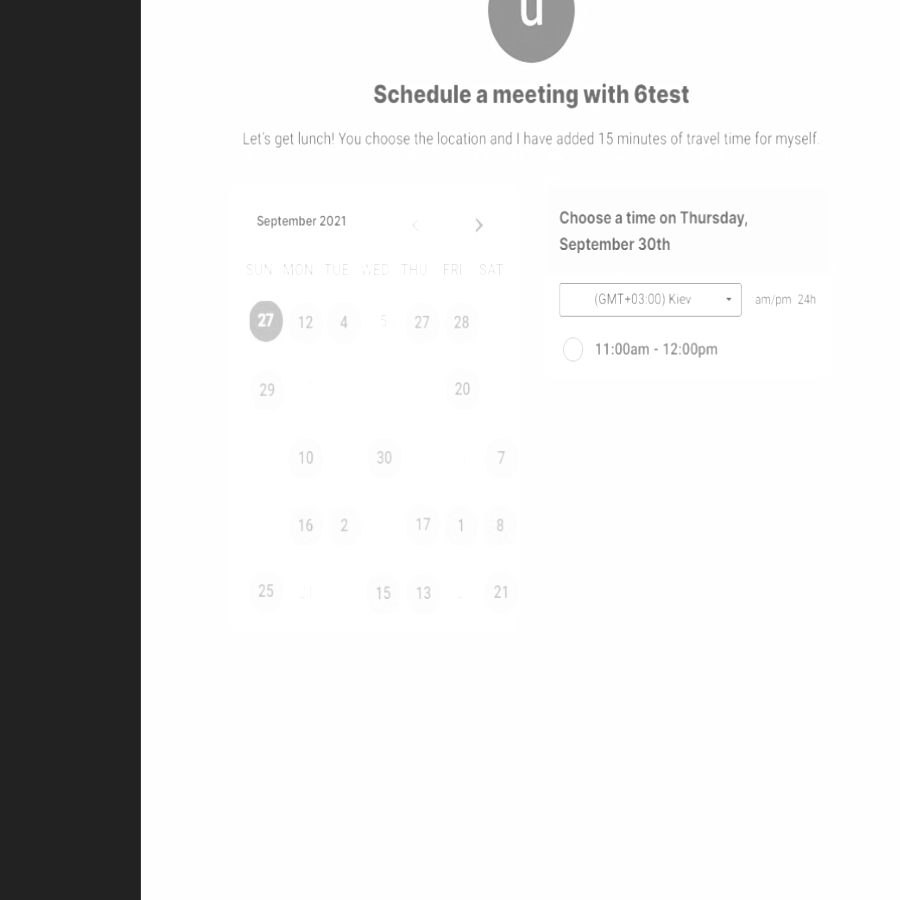 u
Schedule a meeting with 6test
Let's get lunch! You choose the location and I have added 15 minutes of travel time for myself.
September 2021
SUN MON TUE WED THU FRI SAT
27 12 4 5 27 28
29 20
10 30 7
16 2 17 1 8
25 15 13 21
Choose a time on Thursday,
September 30th
(GMT+03:00) Kiev
am/pm 24h
11:00am - 12:00pm